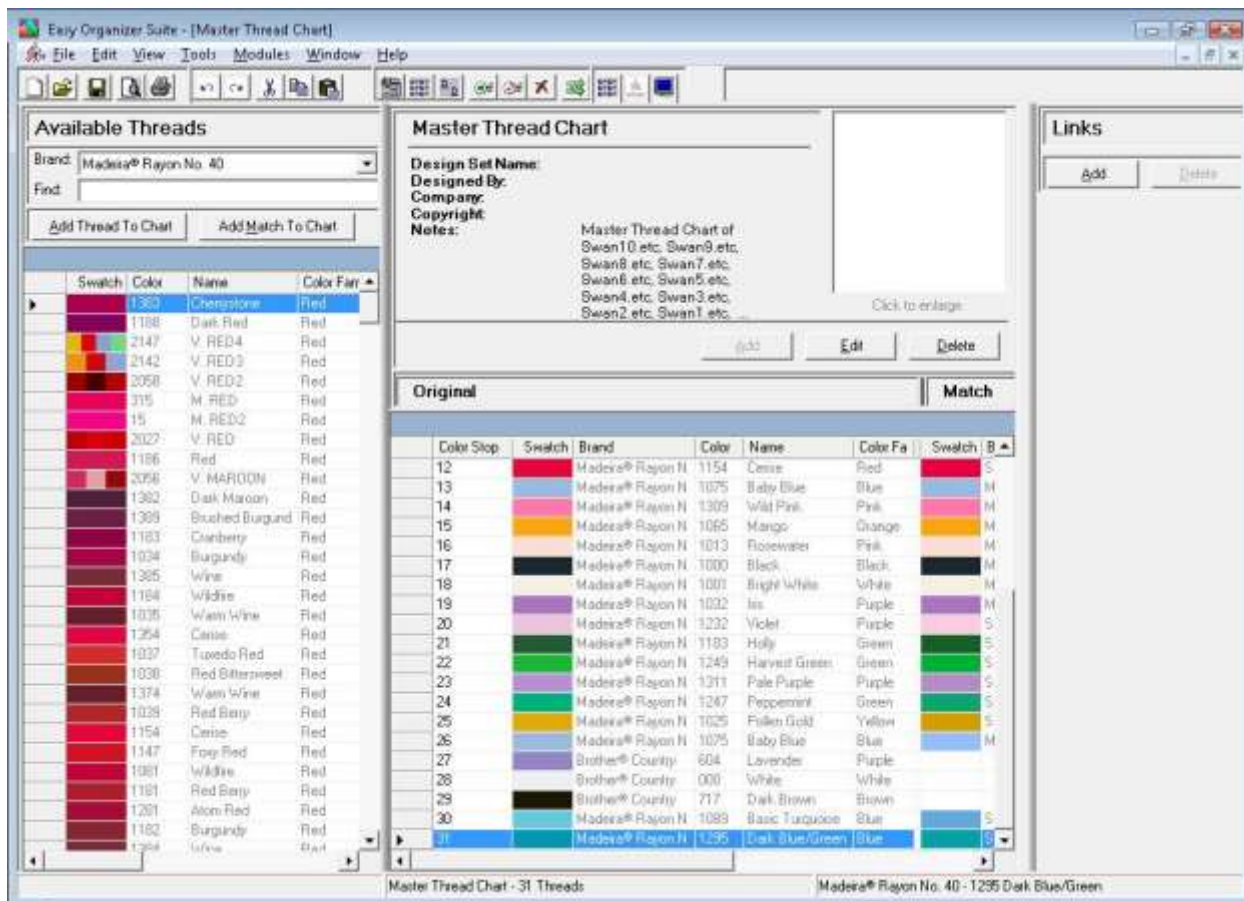 Easy Organizer Suite - [Master Thread Chart]
File Edit View Tools Modules Window Help
Available Threads
Brand: Madeira® Rayon No. 40
Find:
Add Thread To Chart Add Match To Chart
Swatch Color Name Color Fam
1383 Cherrystone Red
1188 Dark Red Red
2147 V. RED4 Red
2142 V. RED3 Red
2058 V. RED2 Red
315 M. RED Red
15 M. RED2 Red
2027 V. RED Red
1186 Red Red
2056 V. MAROON Red
1382 Dark Maroon Red
1389 Brushed Burgund Red
1183 Cranberry Red
1034 Burgundy Red
1385 Wine Red
1184 Wildfire Red
1035 Warm Wine Red
1354 Cerise Red
1037 Tuxedo Red Red
1038 Red Bittersweet Red
1374 Warm Wine Red
1039 Red Berry Red
1154 Cerise Red
1147 Foxy Red Red
1081 Wildfire Red
1181 Red Berry Red
1281 Atom Red Red
1182 Burgundy Red
1384 Wine Red
Master Thread Chart
Design Set Name:
Designed By:
Company:
Copyright
Notes: Master Thread Chart of
Swan10.etc, Swan9.etc,
Swan8.etc, Swan7.etc,
Swan6.etc, Swan5.etc,
Swan4.etc, Swan3.etc,
Swan2.etc, Swan1.etc, ...
Click to enlarge
Add Edit Delete
Original Match
Color Stop Swatch Brand Color Name Color Fa Swatch B
12 Madeira® Rayon N 1154 Cerise Red S
13 Madeira® Rayon N 1075 Baby Blue Blue M
14 Madeira® Rayon N 1309 Wild Pink Pink M
15 Madeira® Rayon N 1065 Mango Orange M
16 Madeira® Rayon N 1013 Rosewater Pink M
17 Madeira® Rayon N 1000 Black Black M
18 Madeira® Rayon N 1001 Bright White White M
19 Madeira® Rayon N 1032 Iris Purple M
20 Madeira® Rayon N 1232 Violet Purple S
21 Madeira® Rayon N 1103 Holly Green S
22 Madeira® Rayon N 1249 Harvest Green Green S
23 Madeira® Rayon N 1311 Pale Purple Purple S
24 Madeira® Rayon N 1247 Peppermint Green S
25 Madeira® Rayon N 1025 Pollen Gold Yellow S
26 Madeira® Rayon N 1075 Baby Blue Blue M
27 Brother® Country 604 Lavender Purple
28 Brother® Country 000 White White
29 Brother® Country 717 Dark Brown Brown
30 Madeira® Rayon N 1089 Basic Turquoise Blue S
31 Madeira® Rayon N 1295 Dark Blue/Green Blue S
Links
Add Delete
Master Thread Chart - 31 Threads
Madeira® Rayon No. 40 - 1295 Dark Blue/Green